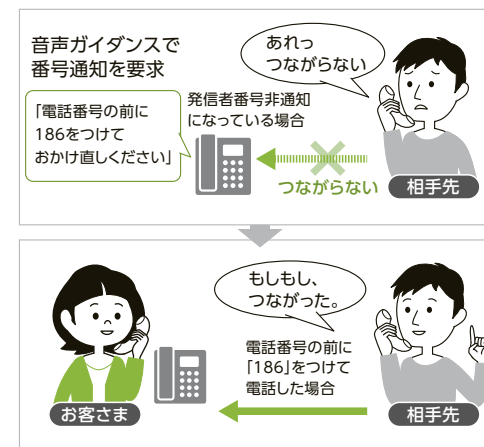 音声ガイダンスで
番号通知を要求
あれっ
つながらない
「電話番号の前に
186をつけて
おかけ直しください」
発信者番号非通知
になっている場合
つながらない
相手先
もしもし、
つながった。
電話番号の前に
「186」をつけて
電話した場合
お客さま
相手先